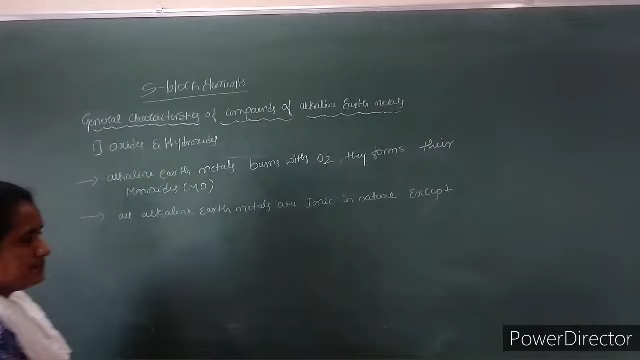 S-block Elements
General characteristics of compounds of alkaline Earth metals
1] Oxides & Hydroxides
→ alkaline earth metals burns with O2, they forms their
Monoxides (MO)
→ all alkaline Earth metals are Ionic in nature Except
PowerDirector